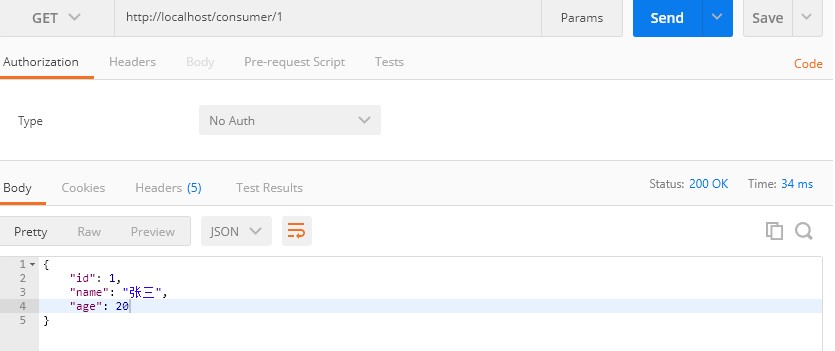 GET http://localhost/consumer/1 Params Send Save
Authorization Headers Body Pre-request Script Tests Code
Type No Auth
Body Cookies Headers (5) Test Results Status: 200 OK Time: 34 ms
Pretty Raw Preview JSON
1 {
2 "id": 1,
3 "name": "张三",
4 "age": 20
5 }